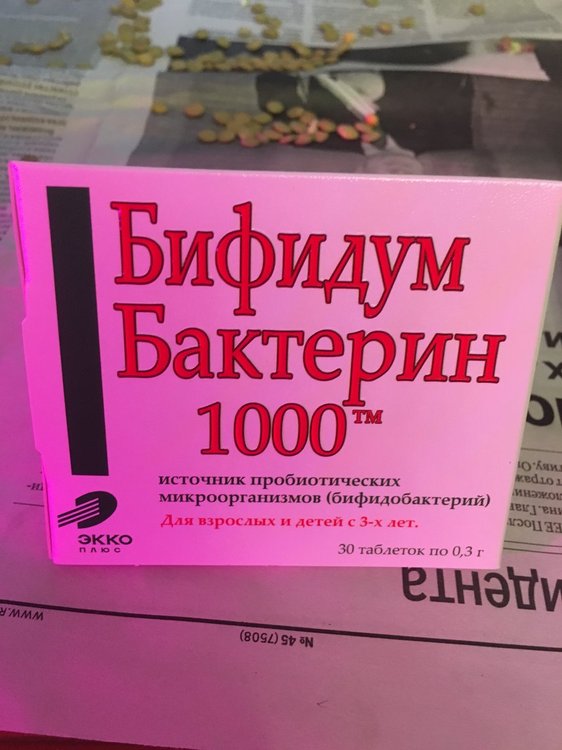 Бифидум
Бактерин
1000™
источник пробиотических
микроорганизмов (бифидобактерий)
Для взрослых и детей с 3-х лет.
ЭККО
ПЛЮС
30 таблеток по 0,3 г
идента
№ 45 (7508)